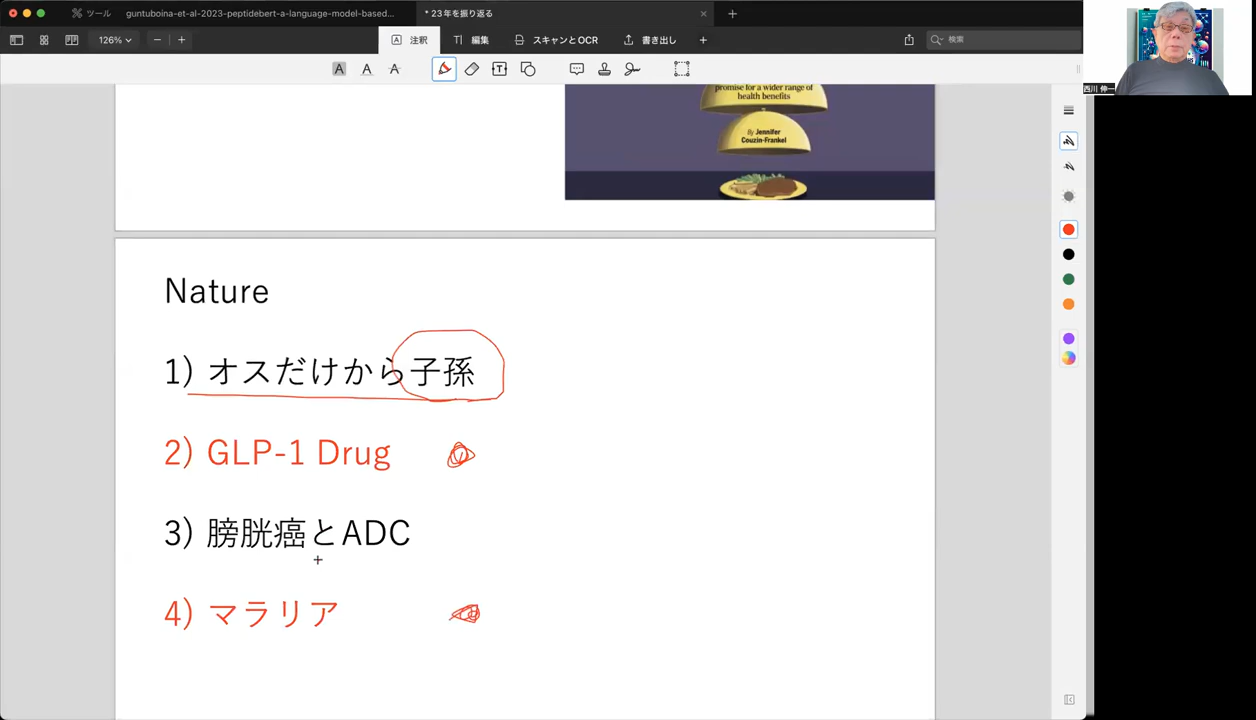 ツール
guntuboina-et-al-2023-peptidebert-a-language-model-based...
* 23年を振り返る
126%
注釈
編集
スキャンとOCR
書き出し
検索
西川 伸一
promise for a wider range of
health benefits
By Jennifer
Couzin-Frankel
Nature
1) オスだけから子孫
2) GLP-1 Drug
3) 膀胱癌とADC
4) マラリア